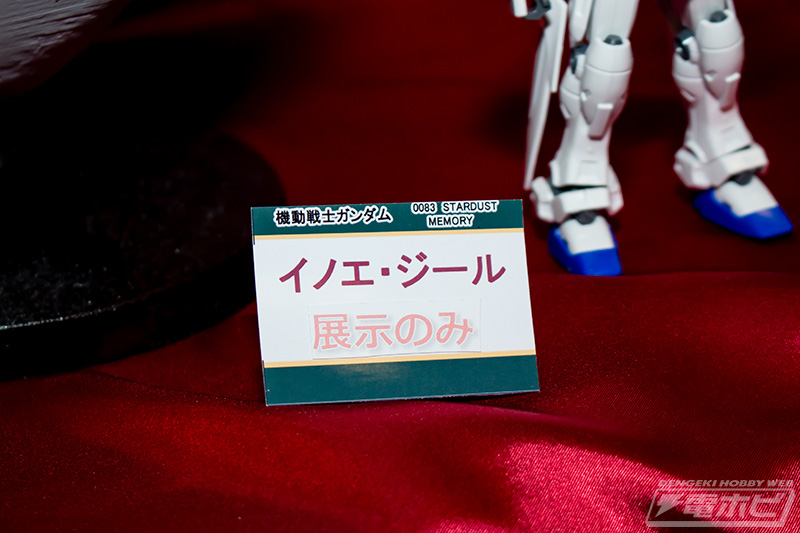 機動戦士ガンダム 0083 STARDUST MEMORY
イノエ・ジール
展示のみ
DENGEKI HOBBY WEB
電ホビ